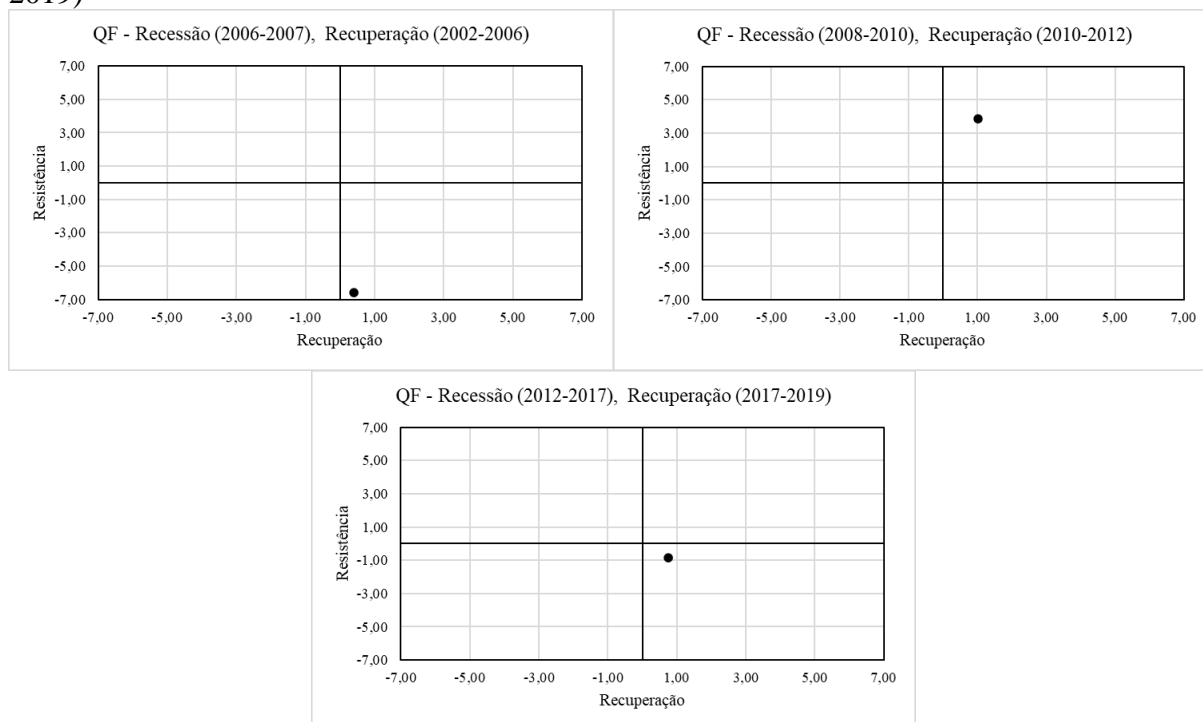 2019)
QF - Recessão (2006-2007), Recuperação (2002-2006)
7,00
5,00
3,00
1,00
-1,00
-3,00
-5,00
-7,00
Resistência
-7,00 -5,00 -3,00 -1,00 1,00 3,00 5,00 7,00
Recuperação
QF - Recessão (2008-2010), Recuperação (2010-2012)
7,00
5,00
3,00
1,00
-1,00
-3,00
-5,00
-7,00
Resistência
-7,00 -5,00 -3,00 -1,00 1,00 3,00 5,00 7,00
Recuperação
QF - Recessão (2012-2017), Recuperação (2017-2019)
7,00
5,00
3,00
1,00
-1,00
-3,00
-5,00
-7,00
Resistência
-7,00 -5,00 -3,00 -1,00 1,00 3,00 5,00 7,00
Recuperação